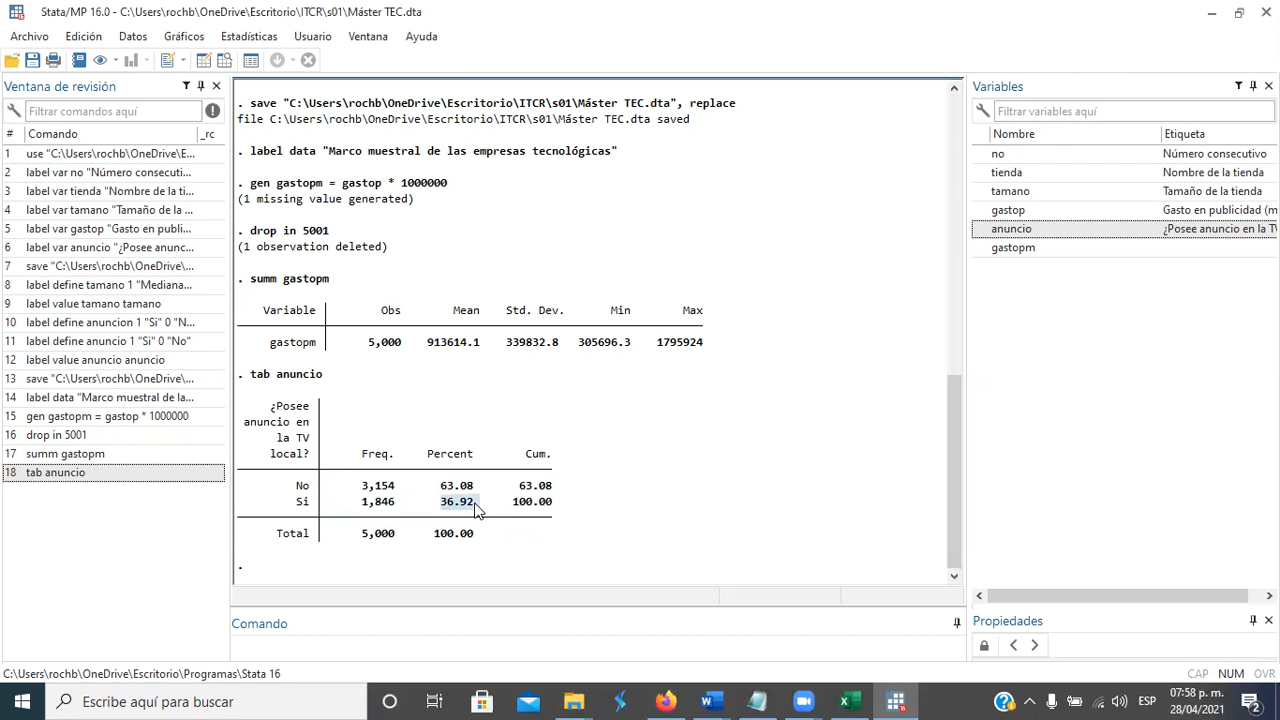 Stata/MP 16.0 - C:\Users\rochb\OneDrive\Escritorio\ITCR\s01\Máster TEC.dta
Archivo Edición Datos Gráficos Estadísticas Usuario Ventana Ayuda
Ventana de revisión
Filtrar comandos aquí
# Comando _rc
1 use "C:\Users\rochb\OneDrive\E...
2 label var no "Número consecuti...
3 label var tienda "Nombre de la ti...
4 label var tamano "Tamaño de la ...
5 label var gastop "Gasto en publi...
6 label var anuncio "¿Posee anunc...
7 save "C:\Users\rochb\OneDrive\...
8 label define tamano 1 "Mediana...
9 label value tamano tamano
10 label define anuncion 1 "Si" 0 "N...
11 label define anuncio 1 "Si" 0 "No"
12 label value anuncio anuncio
13 save "C:\Users\rochb\OneDrive\...
14 label data "Marco muestral de la...
15 gen gastopm = gastop * 1000000
16 drop in 5001
17 summ gastopm
18 tab anuncio
. save "C:\Users\rochb\OneDrive\Escritorio\ITCR\s01\Máster TEC.dta", replace
file C:\Users\rochb\OneDrive\Escritorio\ITCR\s01\Máster TEC.dta saved
. label data "Marco muestral de las empresas tecnológicas"
. gen gastopm = gastop * 1000000
(1 missing value generated)
. drop in 5001
(1 observation deleted)
. summ gastopm
Variable Obs Mean Std. Dev. Min Max
gastopm 5,000 913614.1 339832.8 305696.3 1795924
. tab anuncio
¿Posee
anuncio en
la TV
local? Freq. Percent Cum.
No 3,154 63.08 63.08
Si 1,846 36.92 100.00
Total 5,000 100.00
.
Comando
Variables
Filtrar variables aquí
Nombre Etiqueta
no Número consecutivo
tienda Nombre de la tienda
tamano Tamaño de la tienda
gastop Gasto en publicidad (m
anuncio ¿Posee anuncio en la TV
gastopm
Propiedades
C:\Users\rochb\OneDrive\Escritorio\Programas\Stata 16
CAP NUM OVR
Escribe aquí para buscar
ESP
07:58 p. m.
28/04/2021
2